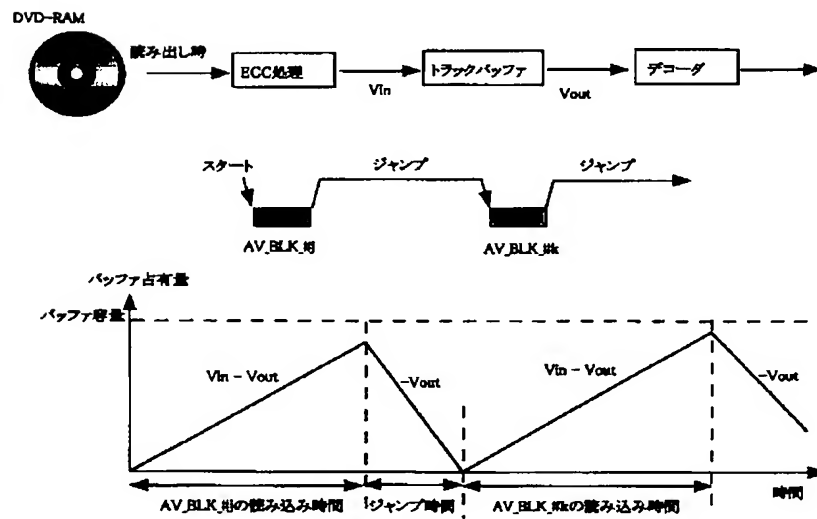 DVD-RAM
読み出し時
ECC処理
Vin
トラックバッファ
Vout
デコーダ
スタート
ジャンプ
ジャンプ
AV_BLK_#j
AV_BLK_#k
バッファ占有量
バッファ容量
Vin - Vout
-Vout
Vin - Vout
-Vout
時間
AV_BLK_#jの読み込み時間
ジャンプ時間
AV_BLK_#kの読み込み時間